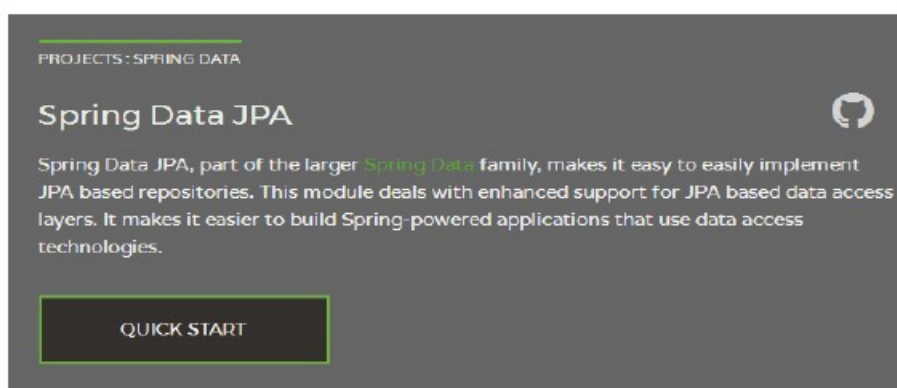 PROJECTS : SPRING DATA
Spring Data JPA
Spring Data JPA, part of the larger Spring Data family, makes it easy to easily implement
JPA based repositories. This module deals with enhanced support for JPA based data access
layers. It makes it easier to build Spring-powered applications that use data access
technologies.
QUICK START